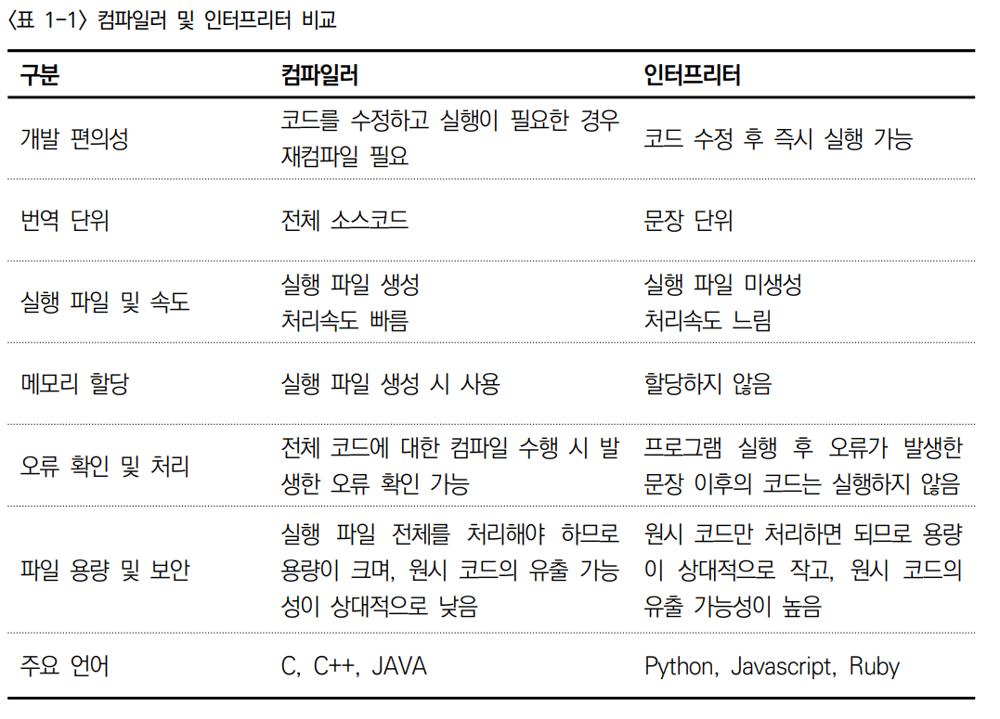 <표 1-1> 컴파일러 및 인터프리터 비교
구분 컴파일러 인터프리터
개발 편의성
코드를 수정하고 실행이 필요한 경우
재컴파일 필요
코드 수정 후 즉시 실행 가능
번역 단위 전체 소스코드 문장 단위
실행 파일 및 속도
실행 파일 생성
처리속도 빠름
실행 파일 미생성
처리속도 느림
메모리 할당 실행 파일 생성 시 사용 할당하지 않음
오류 확인 및 처리
전체 코드에 대한 컴파일 수행 시 발
생한 오류 확인 가능
프로그램 실행 후 오류가 발생한
문장 이후의 코드는 실행하지 않음
파일 용량 및 보안
실행 파일 전체를 처리해야 하므로
용량이 크며, 원시 코드의 유출 가능
성이 상대적으로 낮음
원시 코드만 처리하면 되므로 용량
이 상대적으로 작고, 원시 코드의
유출 가능성이 높음
주요 언어 C, C++, JAVA Python, Javascript, Ruby